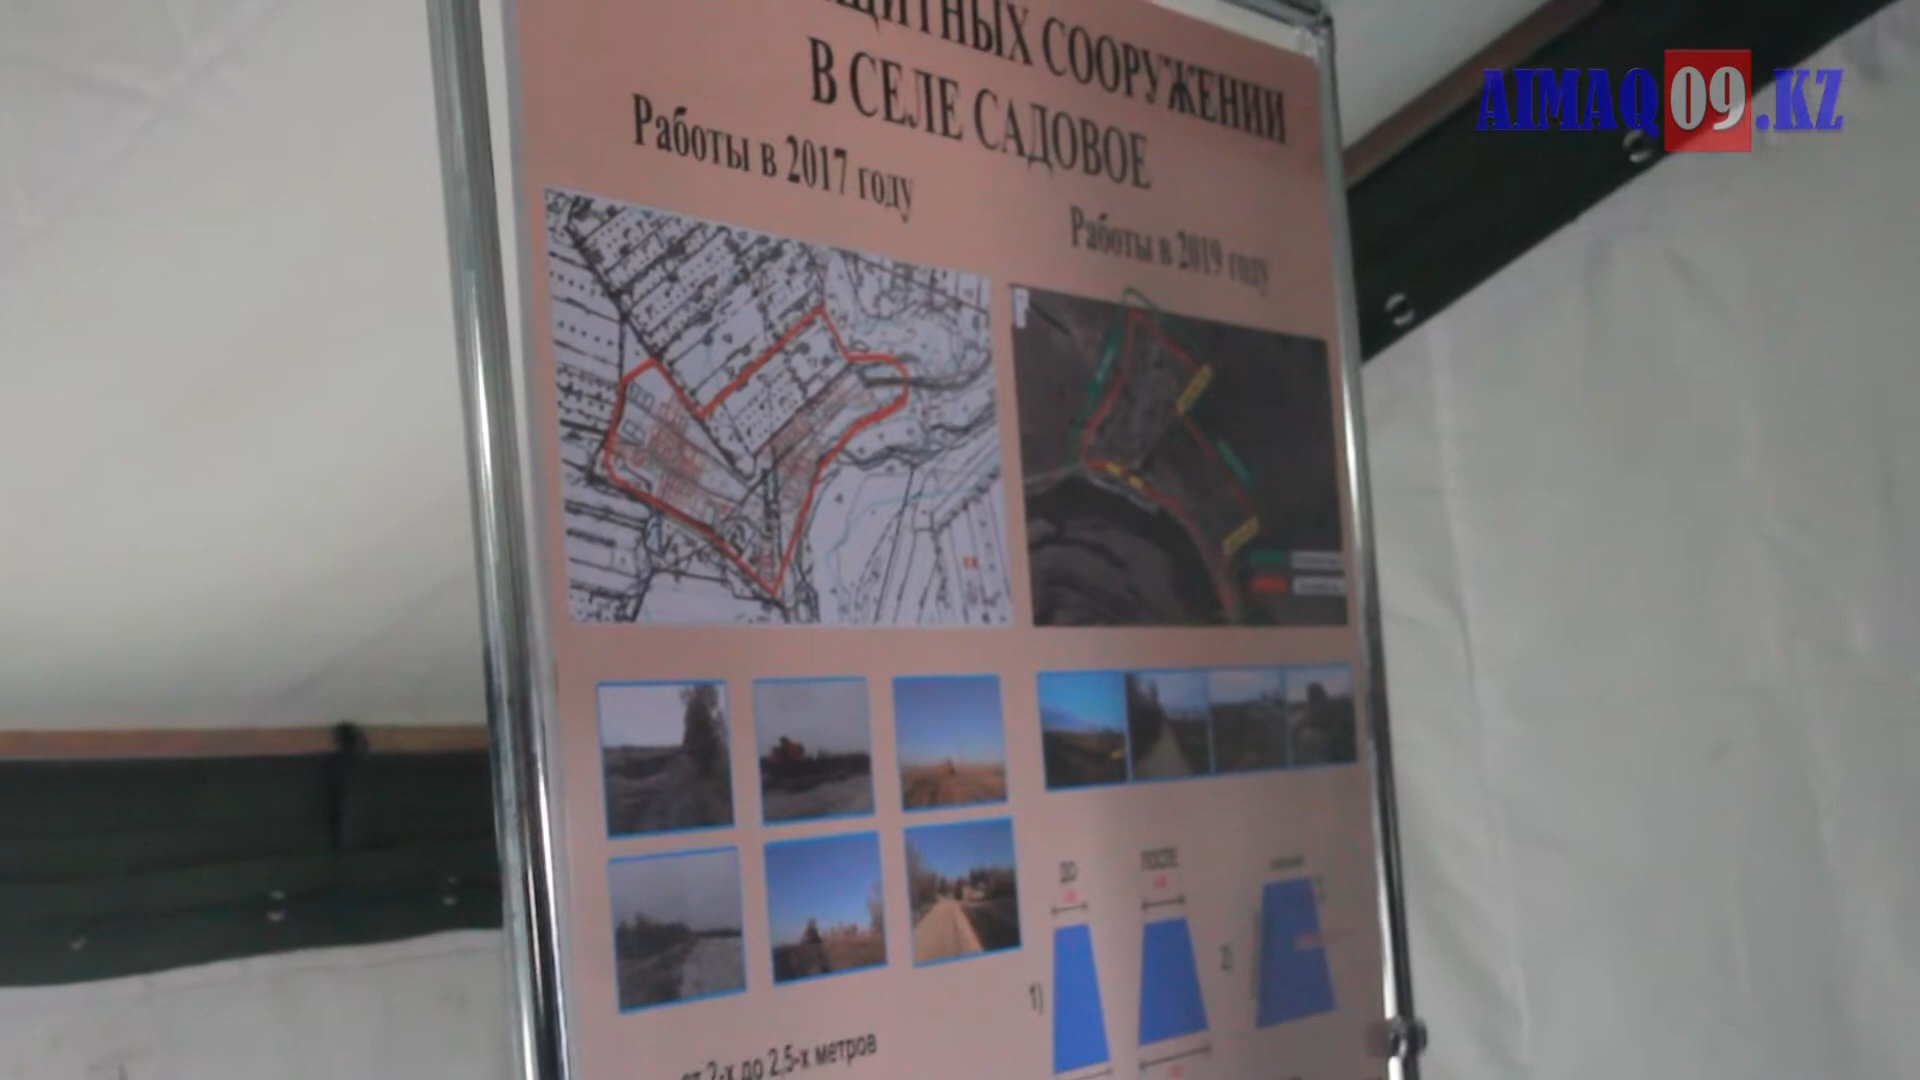 ЩИТНЫХ СООРУЖЕНИИ
В СЕЛЕ САДОВОЕ
Работы в 2017 году
Работы в 2019 году
AIMAQ09.KZ
ДО
ПОСЛЕ
1)
2)
от 2-х до 2,5-х метров